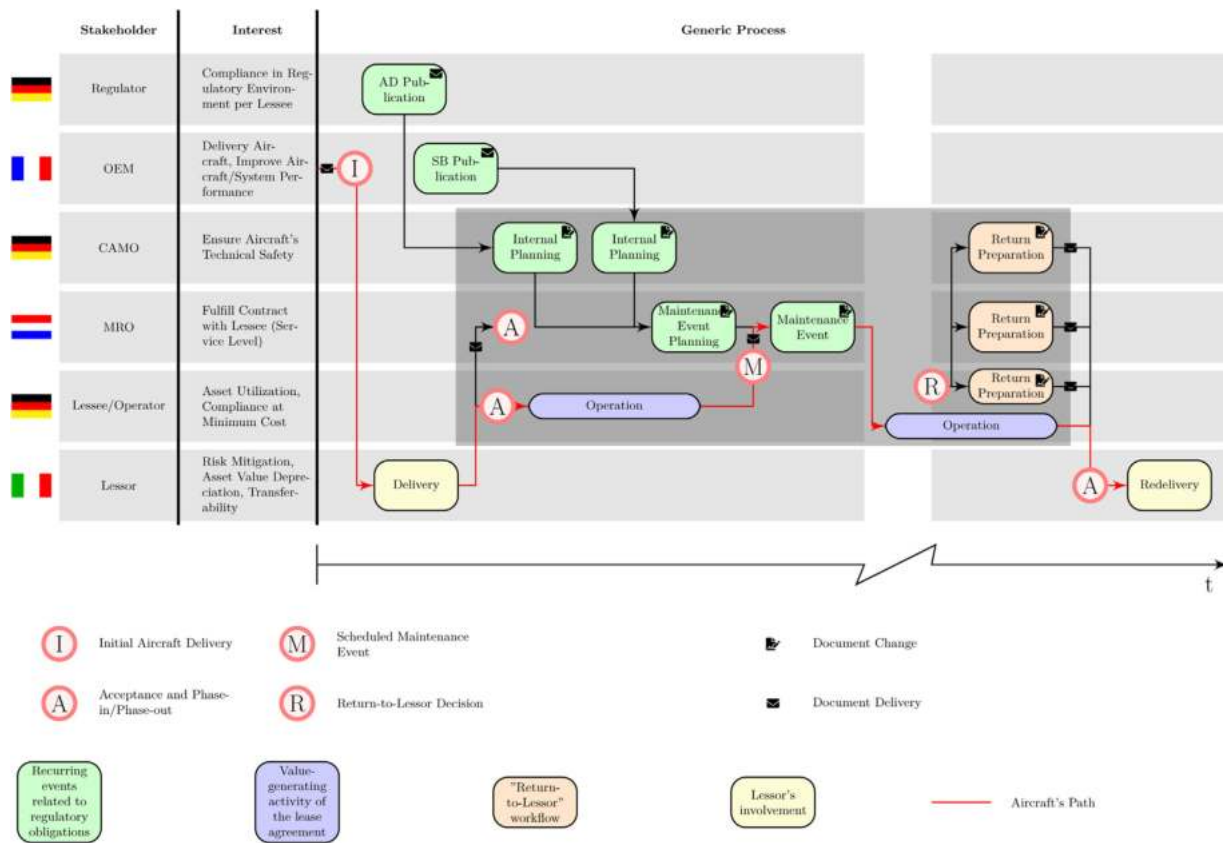 Stakeholder
Interest
Generic Process
Regulator
Compliance in Reg-
ulatory Environ-
ment per Lessee
AD Pub-
lication
OEM
Delivery Air-
craft, Improve Air-
craft/System Per-
formance
I
SB Pub-
lication
CAMO
Ensure Aircraft's
Technical Safety
Internal
Planning
Internal
Planning
Return
Preparation
MRO
Fulfill Contract
with Lessee (Ser-
vice Level)
A
Maintenance
Event
Planning
Maintenance
Event
Return
Preparation
M
Lessee/Operator
Asset Utilization,
Compliance at
Minimum Cost
A
Operation
R
Return
Preparation
Operation
Lessor
Risk Mitigation,
Asset Value Depre-
ciation, Transfer-
ability
Delivery
A
Redelivery
t
I
Initial Aircraft Delivery
M
Scheduled Maintenance
Event
Document Change
A
Acceptance and Phase-
in/Phase-out
R
Return-to-Lessor Decision
Document Delivery
Recurring
events
related to
regulatory
obligations
Value-
generating
activity of
the lease
agreement
"Return-
to-Lessor"
workflow
Lessor's
involvement
Aircraft's Path